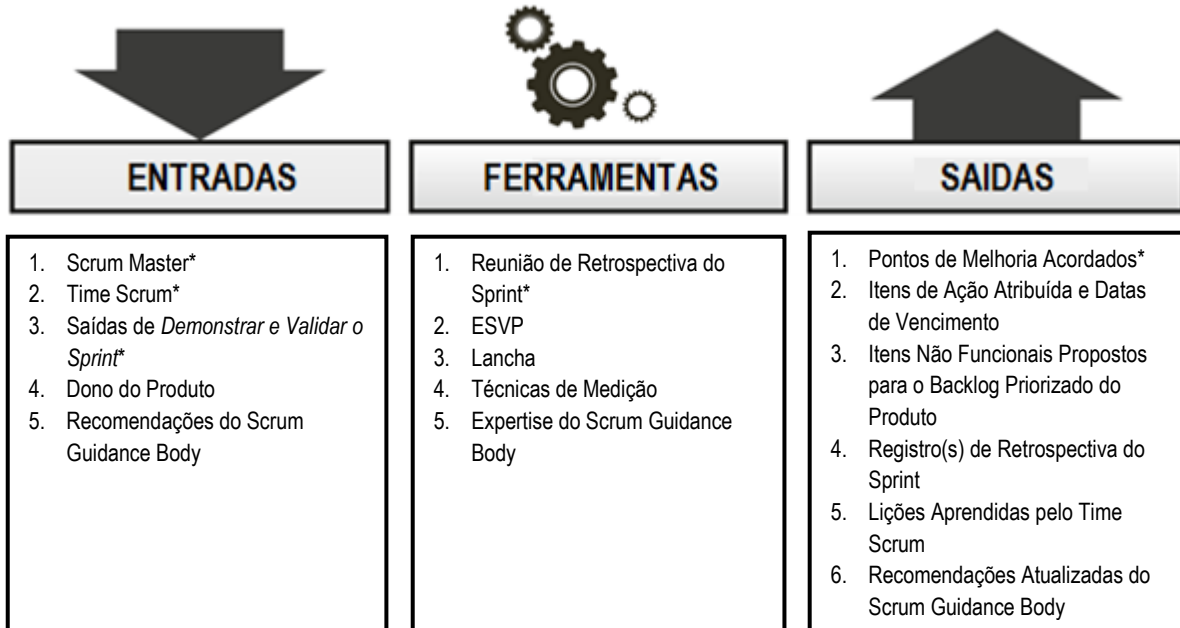 ENTRADAS
1. Scrum Master*
2. Time Scrum*
3. Saídas de Demonstrar e Validar o
Sprint*
4. Dono do Produto
5. Recomendações do Scrum
Guidance Body
FERRAMENTAS
1. Reunião de Retrospectiva do
Sprint*
2. ESVP
3. Lancha
4. Técnicas de Medição
5. Expertise do Scrum Guidance
Body
SAIDAS
1. Pontos de Melhoria Acordados*
2. Itens de Ação Atribuída e Datas
de Vencimento
3. Itens Não Funcionais Propostos
para o Backlog Priorizado do
Produto
4. Registro(s) de Retrospectiva do
Sprint
5. Lições Aprendidas pelo Time
Scrum
6. Recomendações Atualizadas do
Scrum Guidance Body